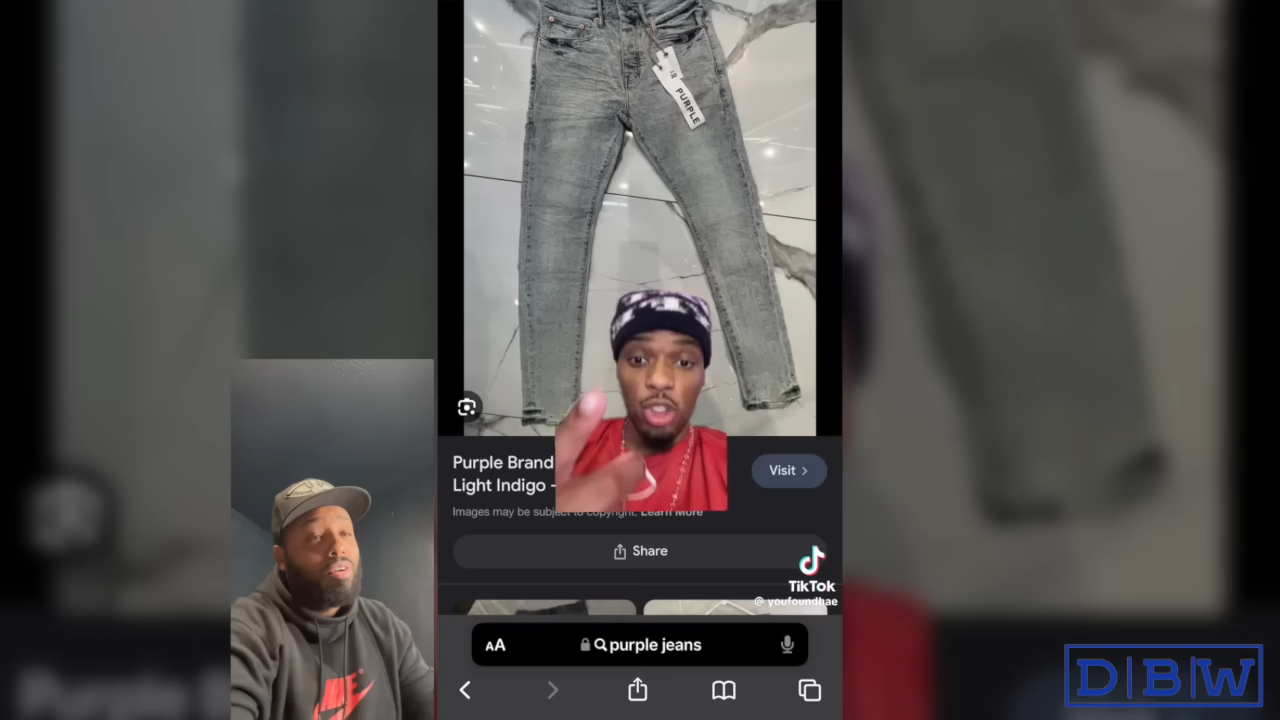 PURPLE
Purple Brand
Light Indigo -
Visit >
Images may be subject to copyright. Learn More
Share
TikTok
@ youfoundhae
AA
purple jeans
D|B|W